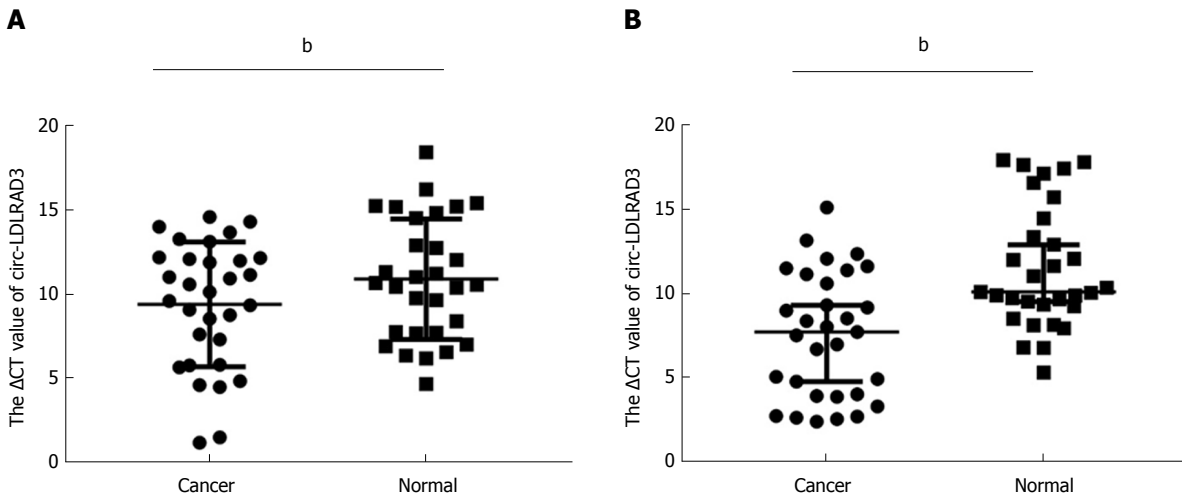 A
b
The ΔCT value of circ-LDLRAD3
20
15
10
5
0
Cancer
Normal
B
b
The ΔCT value of circ-LDLRAD3
20
15
10
5
0
Cancer
Normal